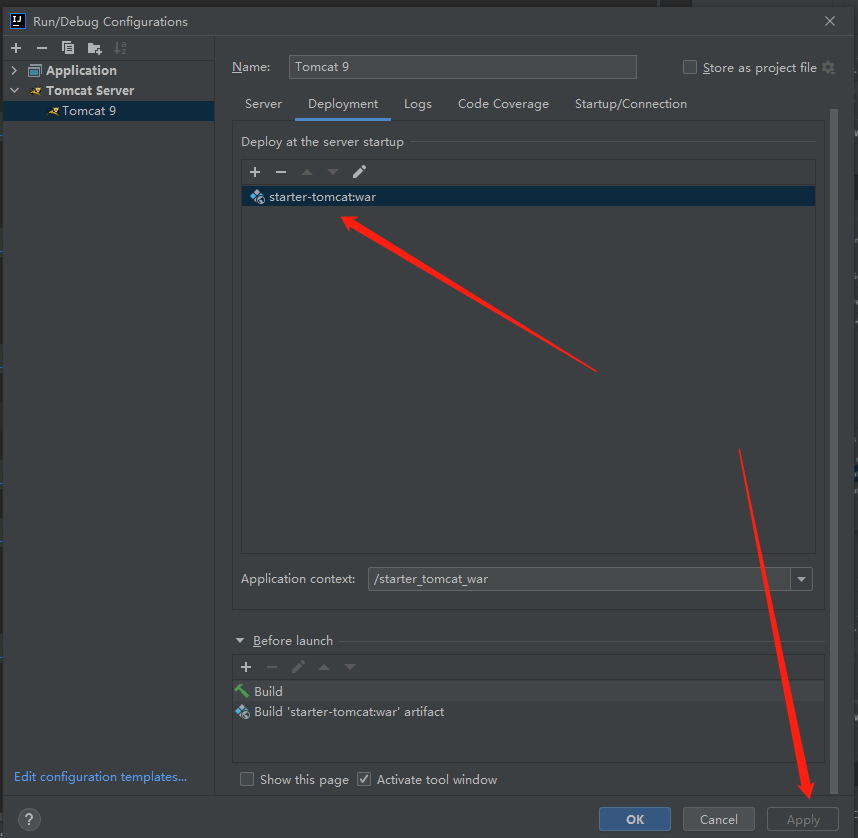 Run/Debug Configurations
Application
Tomcat Server
Tomcat 9
Name: Tomcat 9 Store as project file
Server Deployment Logs Code Coverage Startup/Connection
Deploy at the server startup
starter-tomcat:war
Application context: /starter_tomcat_war
Before launch
Build
Build 'starter-tomcat:war' artifact
Show this page Activate tool window
Edit configuration templates...
? OK Cancel Apply